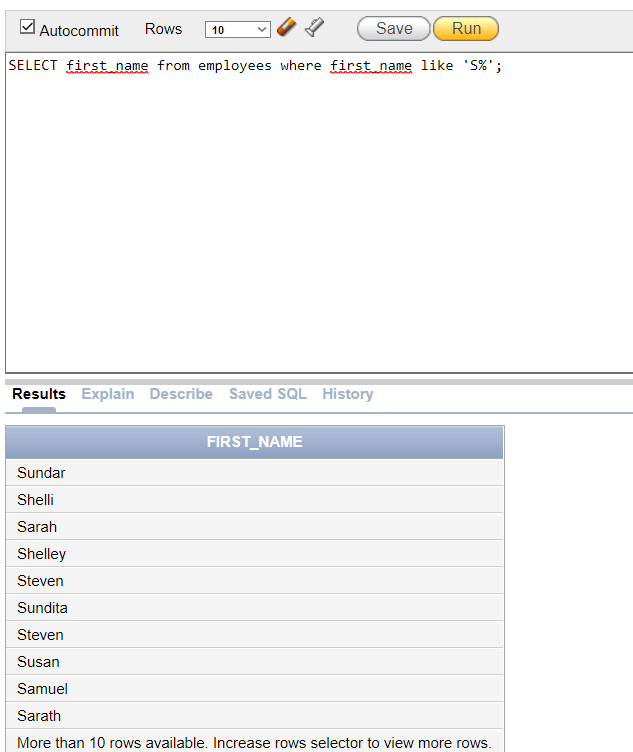 Autocommit Rows 10 Save Run
SELECT first_name from employees where first_name like 'S%';
Results Explain Describe Saved SQL History
FIRST_NAME
Sundar
Shelli
Sarah
Shelley
Steven
Sundita
Steven
Susan
Samuel
Sarath
More than 10 rows available. Increase rows selector to view more rows.